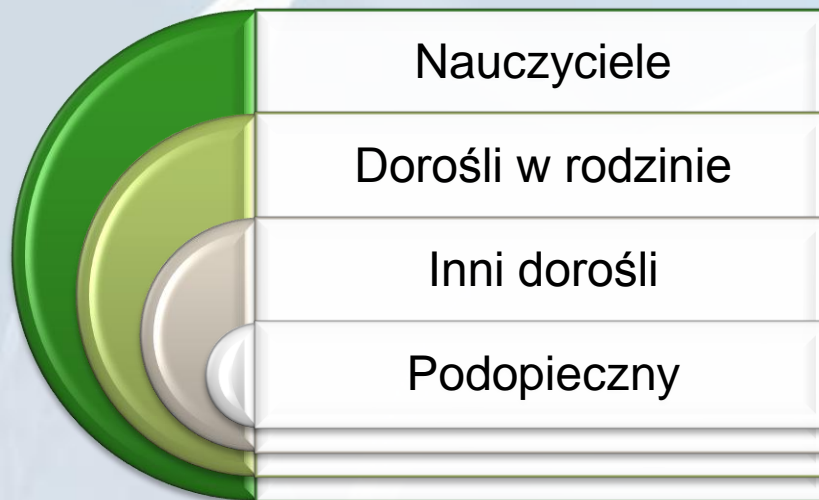 Nauczyciele
Dorośli w rodzinie
Inni dorośli
Podopieczny